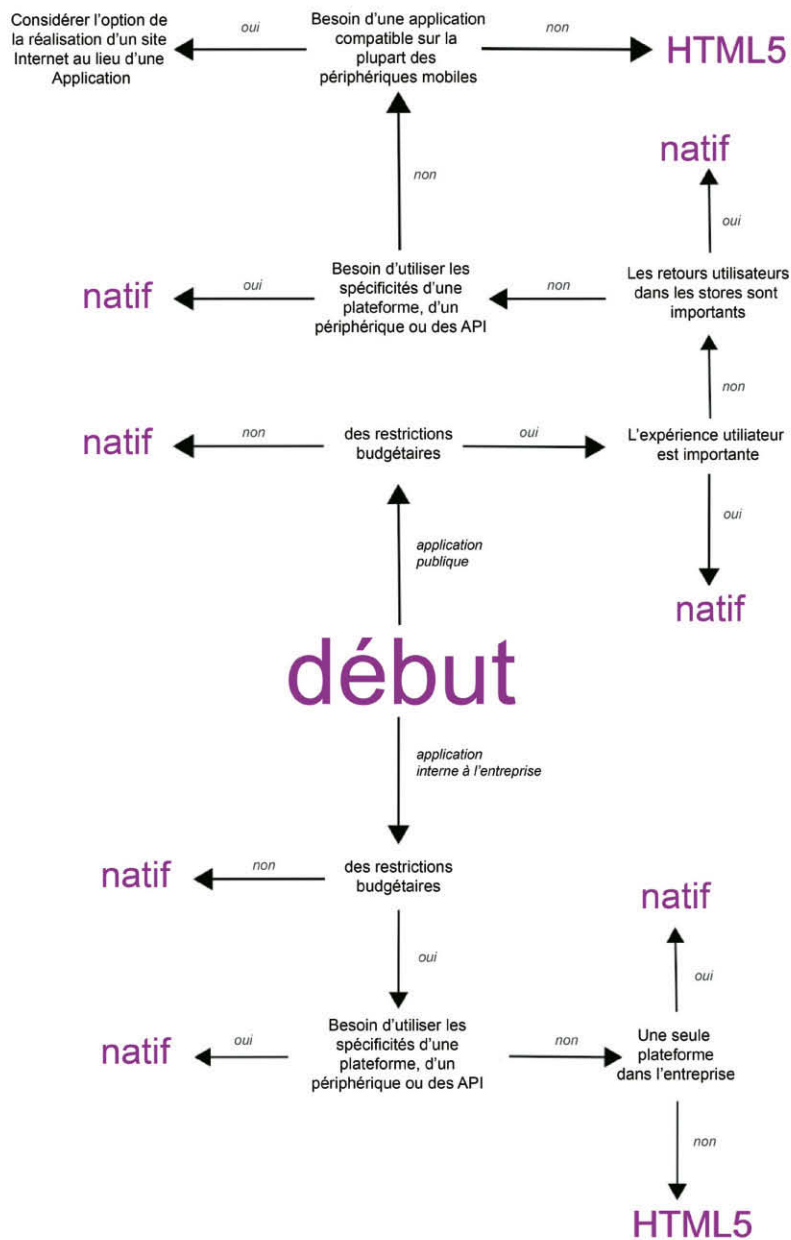 Considérer l'option de
la réalisation d'un site
Internet au lieu d'une
Application
oui
Besoin d'une application
compatible sur la
plupart des
périphériques mobiles
non
HTML5
natif
non
oui
natif
oui
Besoin d'utiliser les
spécificités d'une
plateforme, d'un
périphérique ou des API
non
Les retours utilisateurs
dans les stores sont
importants
non
natif
non
des restrictions
budgétaires
oui
L'expérience utiliateur
est importante
oui
application
publique
natif
début
application
interne à l'entreprise
natif
non
des restrictions
budgétaires
natif
oui
oui
natif
oui
Besoin d'utiliser les
spécificités d'une
plateforme, d'un
périphérique ou des API
non
Une seule
plateforme
dans l'entreprise
non
HTML5